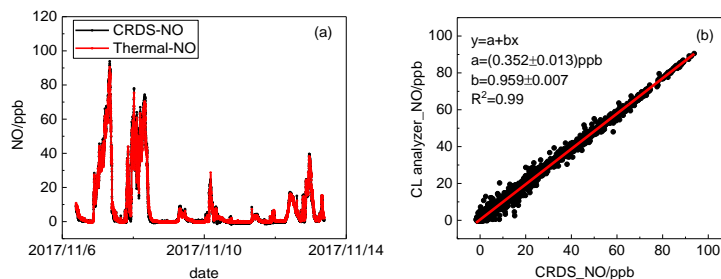 CRDS-NO
Thermal-NO
(a)
NO/ppb
120
100
80
60
40
20
0
2017/11/6
2017/11/10
2017/11/14
date
(b)
y=a+bx
a=(0.352±0.013)ppb
b=0.959±0.007
R²=0.99
CL analyzer_NO/ppb
100
80
60
40
20
0
0
20
40
60
80
100
CRDS_NO/ppb